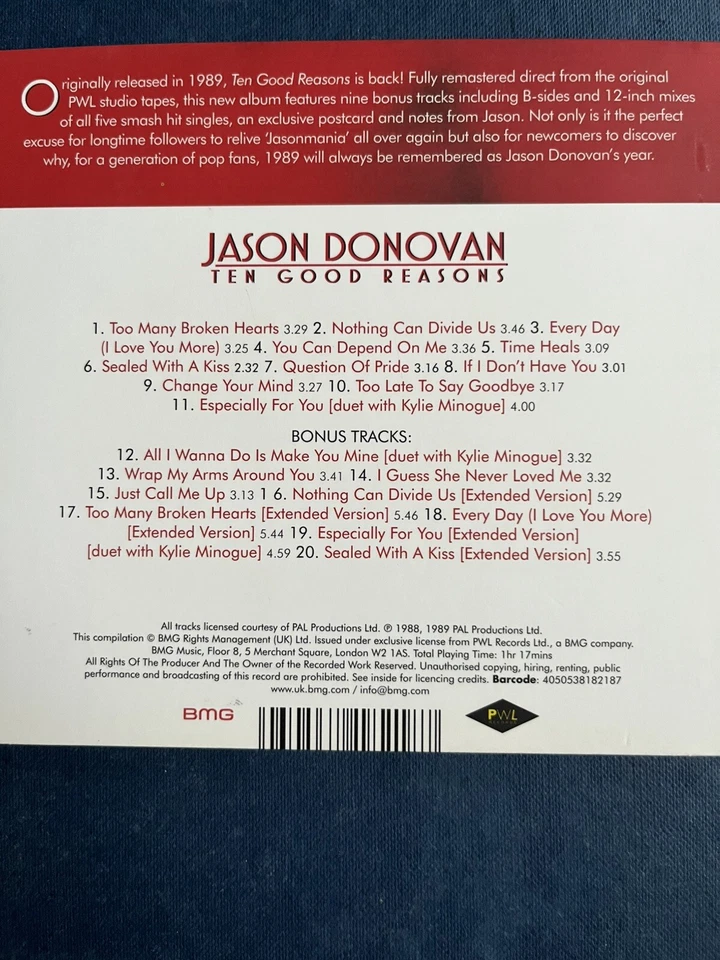 Originally released in 1989, Ten Good Reasons is back! Fully remastered direct from the original
PWL studio tapes, this new album features nine bonus tracks including B-sides and 12-inch mixes
of all five smash hit singles, an exclusive postcard and notes from Jason. Not only is it the perfect
excuse for longtime followers to relive ‘Jasonmania’ all over again but also for newcomers to discover
why, for a generation of pop fans, 1989 will always be remembered as Jason Donovan’s year.
JASON DONOVAN
TEN GOOD REASONS
1. Too Many Broken Hearts 3.29 2. Nothing Can Divide Us 3.46 3. Every Day
(I Love You More) 3.25 4. You Can Depend On Me 3.36 5. Time Heals 3.09
6. Sealed With A Kiss 2.32 7. Question Of Pride 3.16 8. If I Don’t Have You 3.01
9. Change Your Mind 3.27 10. Too Late To Say Goodbye 3.17
11. Especially For You [duet with Kylie Minogue] 4.00
BONUS TRACKS:
12. All I Wanna Do Is Make You Mine [duet with Kylie Minogue] 3.32
13. Wrap My Arms Around You 3.41 14. I Guess She Never Loved Me 3.32
15. Just Call Me Up 3.13 1 6. Nothing Can Divide Us [Extended Version] 5.29
17. Too Many Broken Hearts [Extended Version] 5.46 18. Every Day (I Love You More)
[Extended Version] 5.44 19. Especially For You [Extended Version]
[duet with Kylie Minogue] 4.59 20. Sealed With A Kiss [Extended Version] 3.55
All tracks licensed courtesy of PAL Productions Ltd. ℗ 1988, 1989 PAL Productions Ltd.
This compilation © BMG Rights Management (UK) Ltd. Issued under exclusive license from PWL Records Ltd., a BMG company.
BMG Music, Floor 8, 5 Merchant Square, London W2 1AS. Total Playing Time: 1hr 17mins
All Rights Of The Producer And The Owner of the Recorded Work Reserved. Unauthorised copying, hiring, renting, public
performance and broadcasting of this record are prohibited. See inside for licencing credits. Barcode: 4050538182187
www.uk.bmg.com / info@bmg.com
BMG
PWL